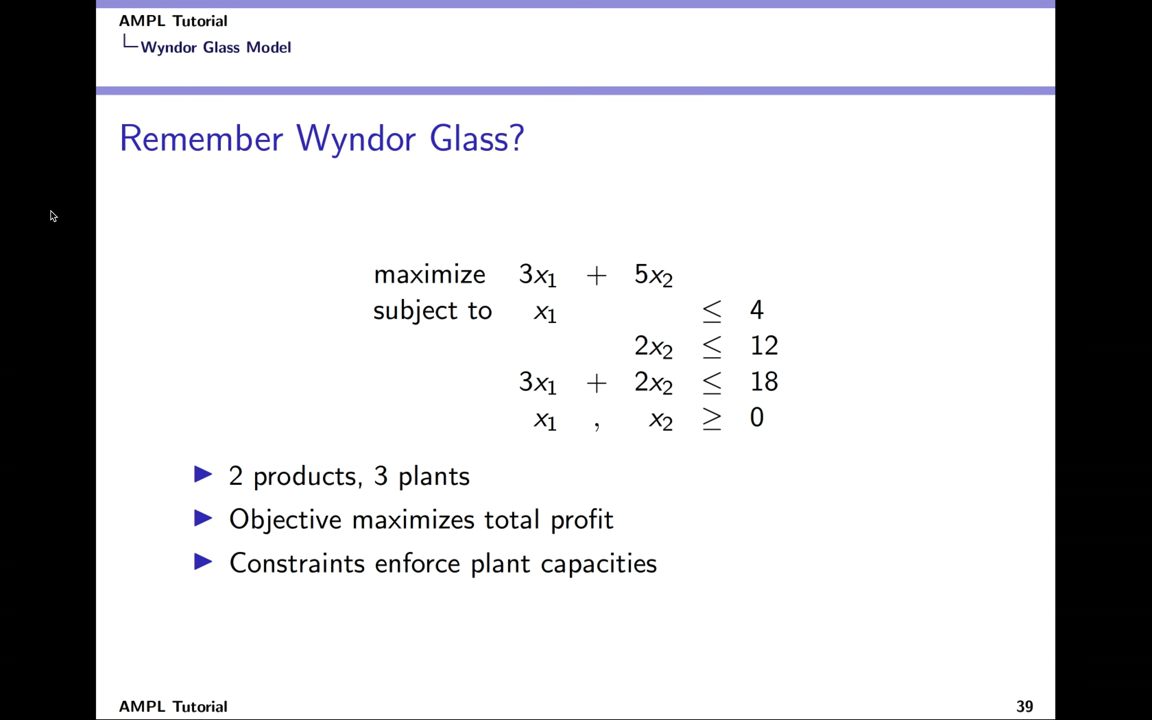 AMPL Tutorial
Wyndor Glass Model
Remember Wyndor Glass?
maximize 3x₁ + 5x₂
subject to x₁ ≤ 4
2x₂ ≤ 12
3x₁ + 2x₂ ≤ 18
x₁ , x₂ ≥ 0
2 products, 3 plants
Objective maximizes total profit
Constraints enforce plant capacities
AMPL Tutorial 39